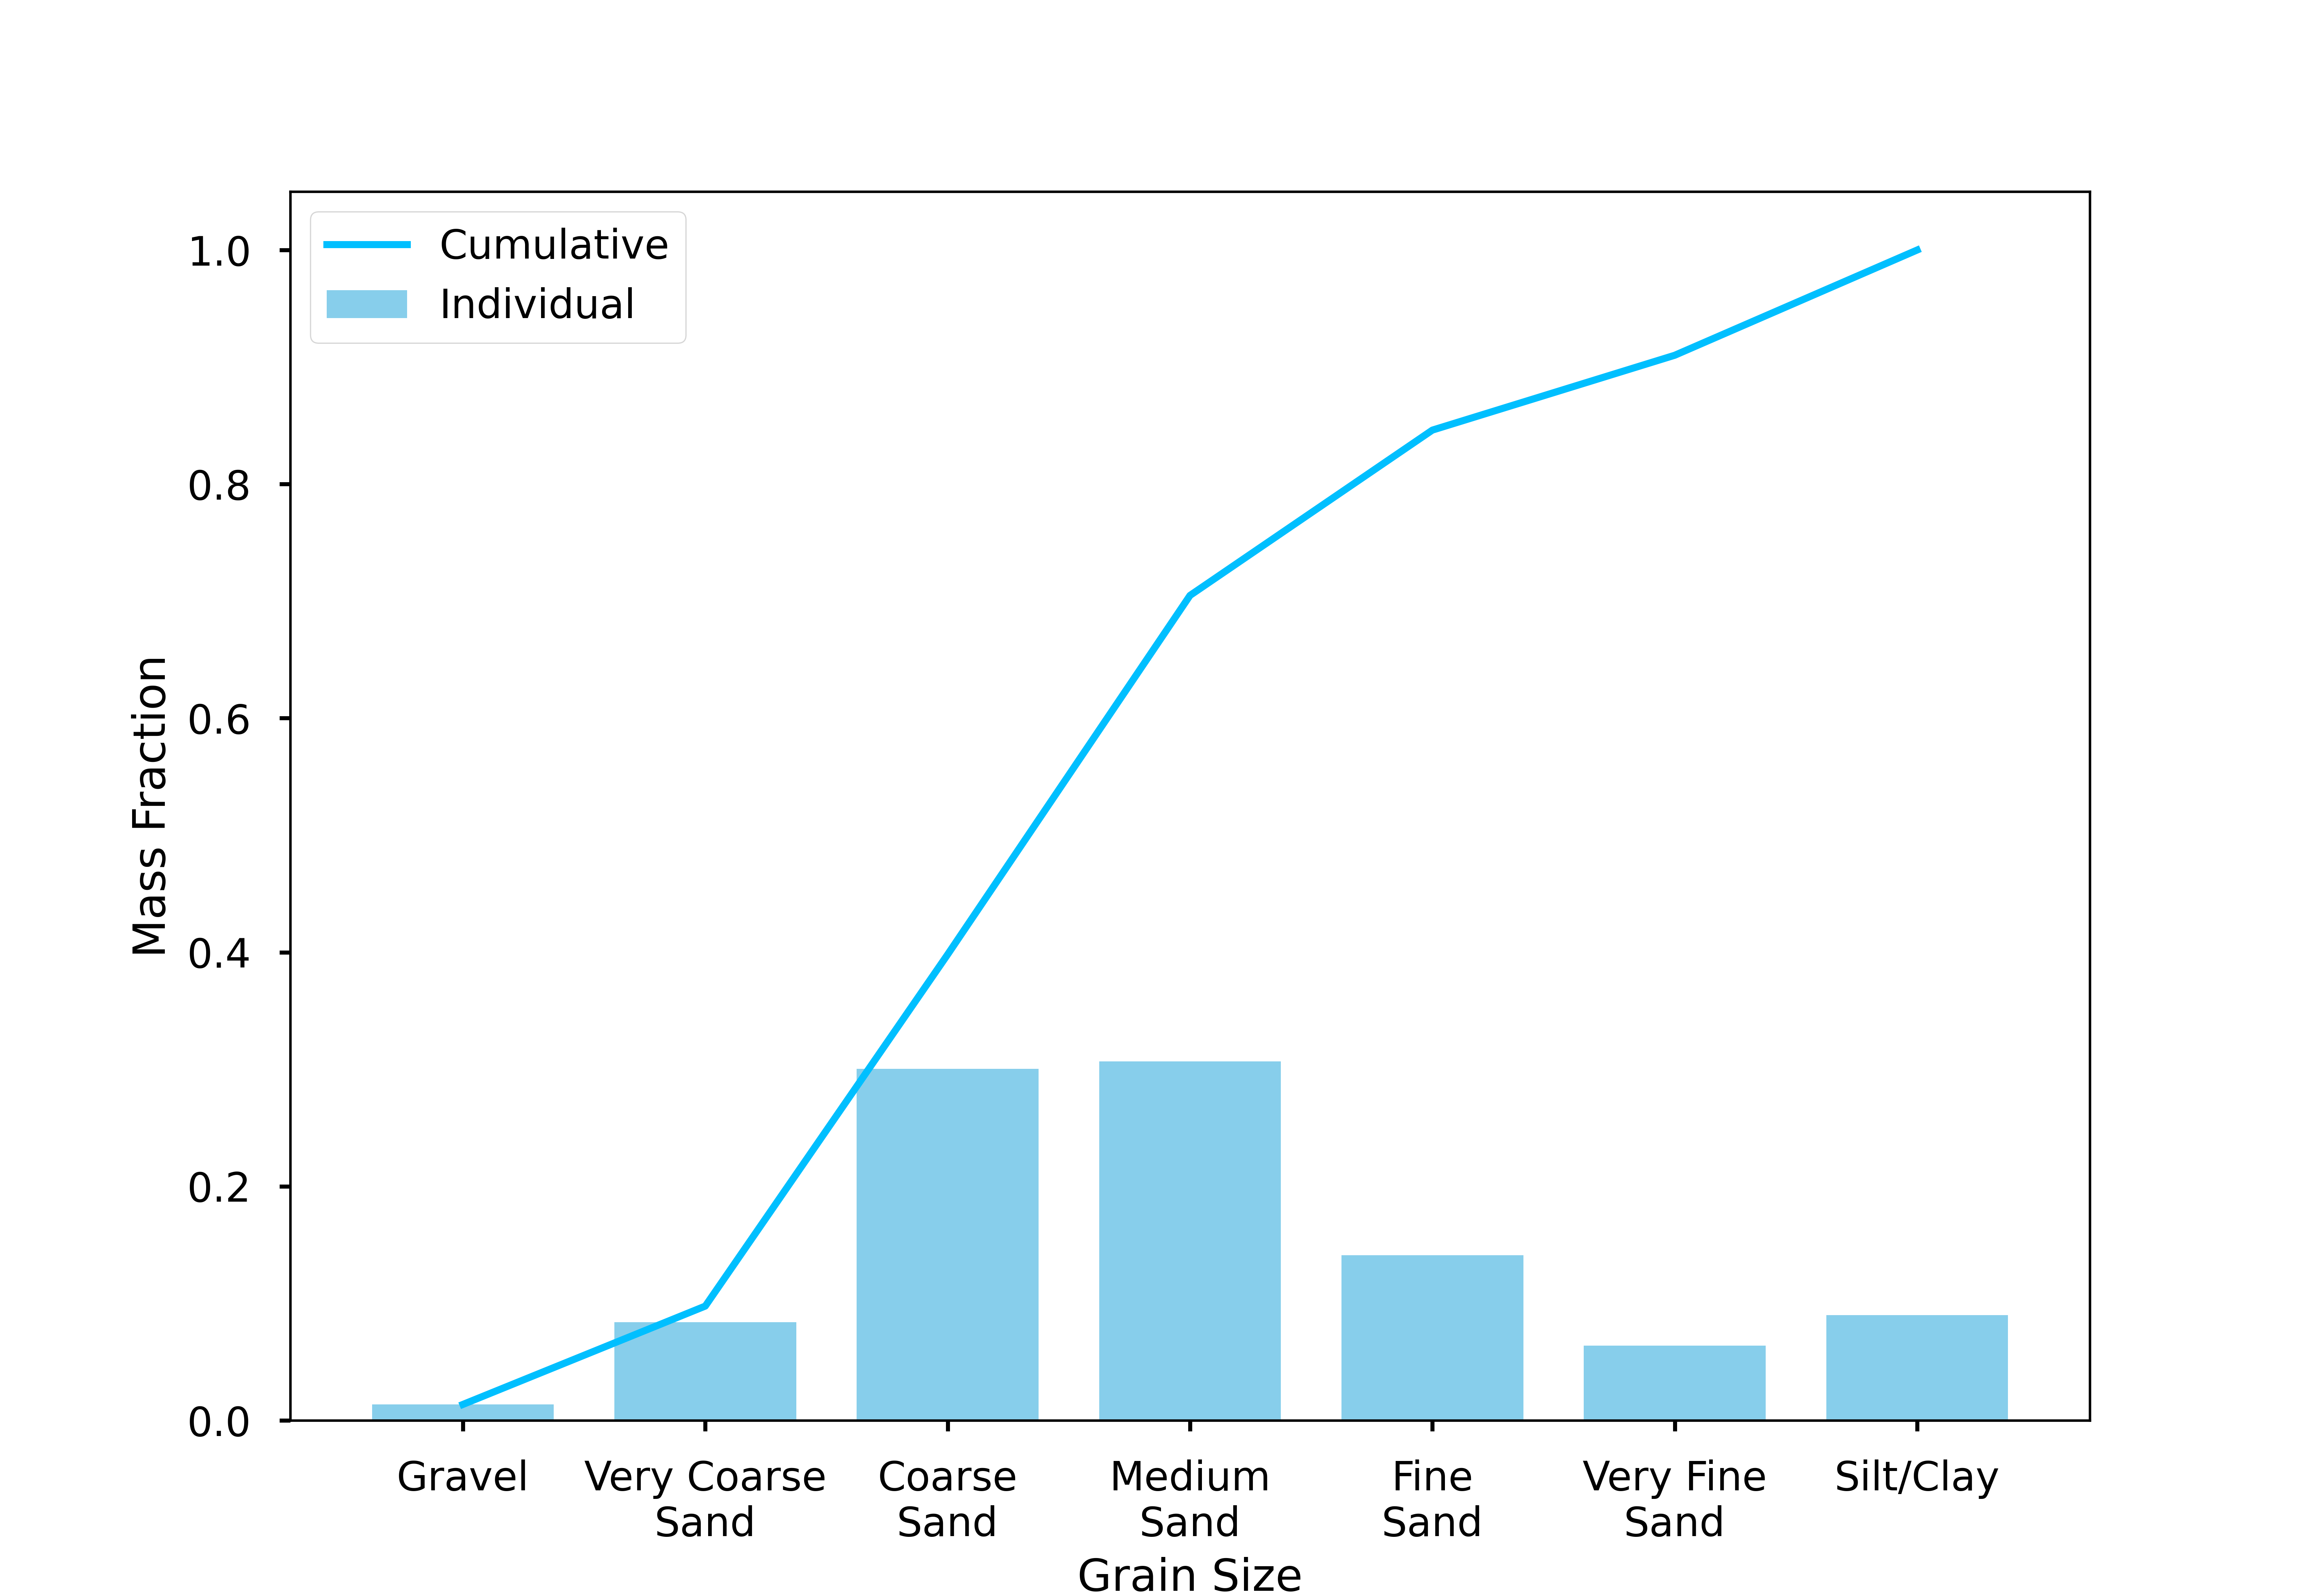 Cumulative
Individual
1.0
0.8
0.6
0.4
0.2
0.0
Mass Fraction
Gravel
Very Coarse
Sand
Coarse
Sand
Medium
Sand
Fine
Sand
Very Fine
Sand
Silt/Clay
Grain Size